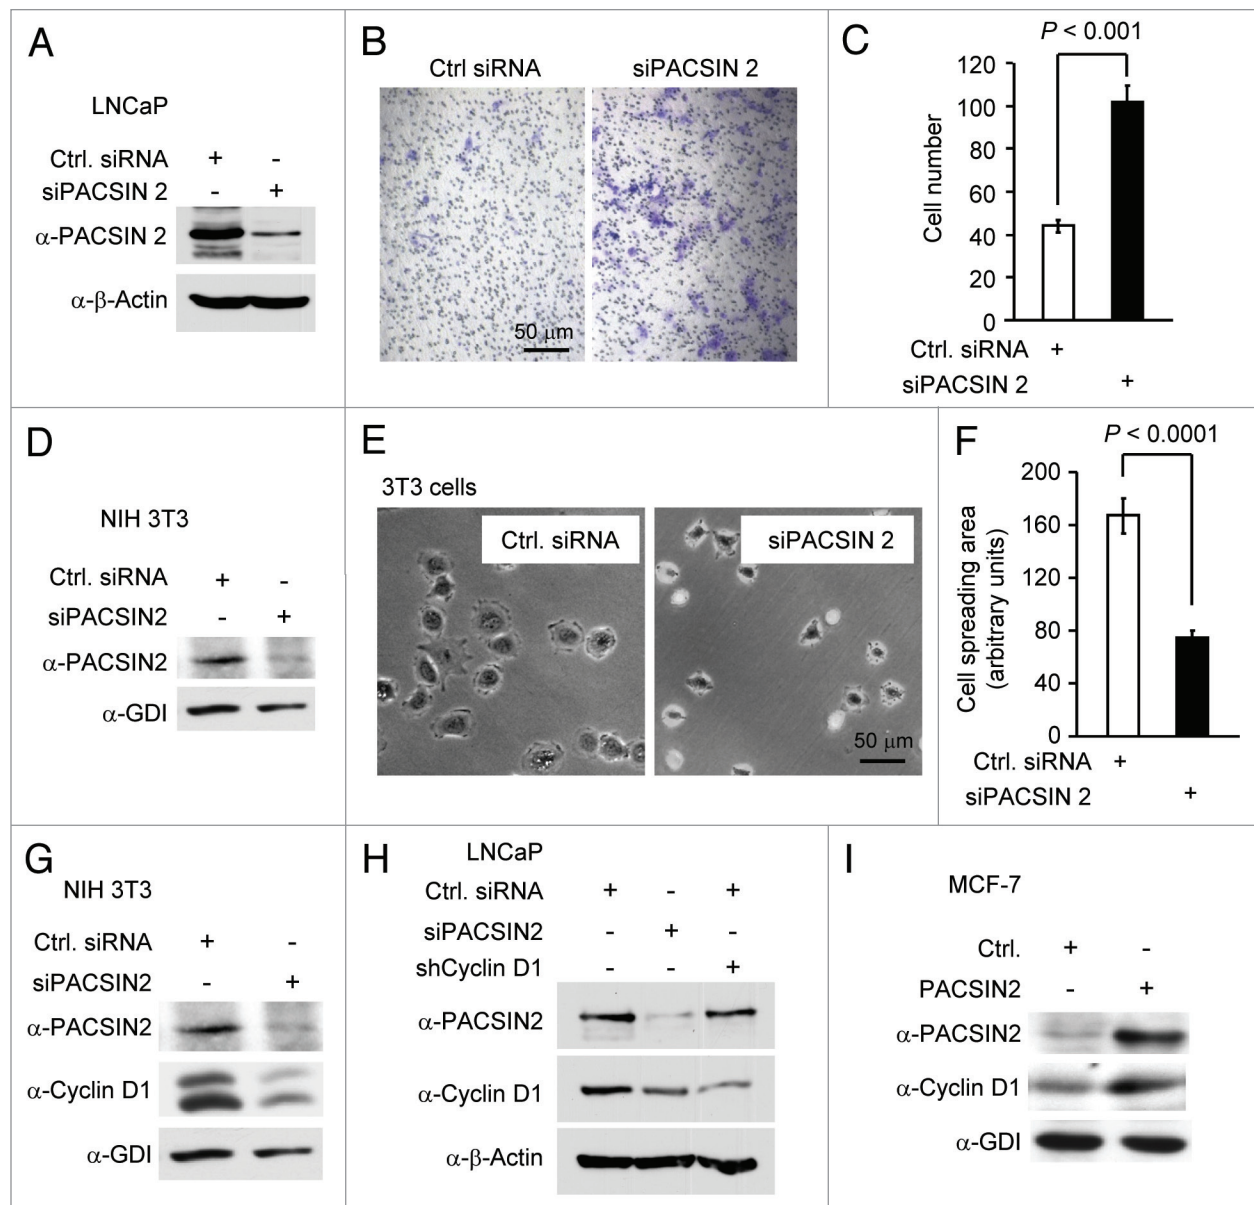 A
LNCaP
Ctrl. siRNA + -
siPACSIN 2 - +
α-PACSIN 2
α-β-Actin
B
Ctrl siRNA siPACSIN 2
50 μm
C
P < 0.001
120
100
80
60
40
20
0
Cell number
Ctrl. siRNA +
siPACSIN 2 +
D
NIH 3T3
Ctrl. siRNA + -
siPACSIN2 - +
α-PACSIN2
α-GDI
E
3T3 cells
Ctrl. siRNA siPACSIN 2
50 μm
F
P < 0.0001
200
160
120
80
40
0
Cell spreading area
(arbitrary units)
Ctrl. siRNA +
siPACSIN 2 +
G
NIH 3T3
Ctrl. siRNA + -
siPACSIN2 - +
α-PACSIN2
α-Cyclin D1
α-GDI
H
LNCaP
Ctrl. siRNA + - +
siPACSIN2 - + -
shCyclin D1 - - +
α-PACSIN2
α-Cyclin D1
α-β-Actin
I
MCF-7
Ctrl. + -
PACSIN2 - +
α-PACSIN2
α-Cyclin D1
α-GDI